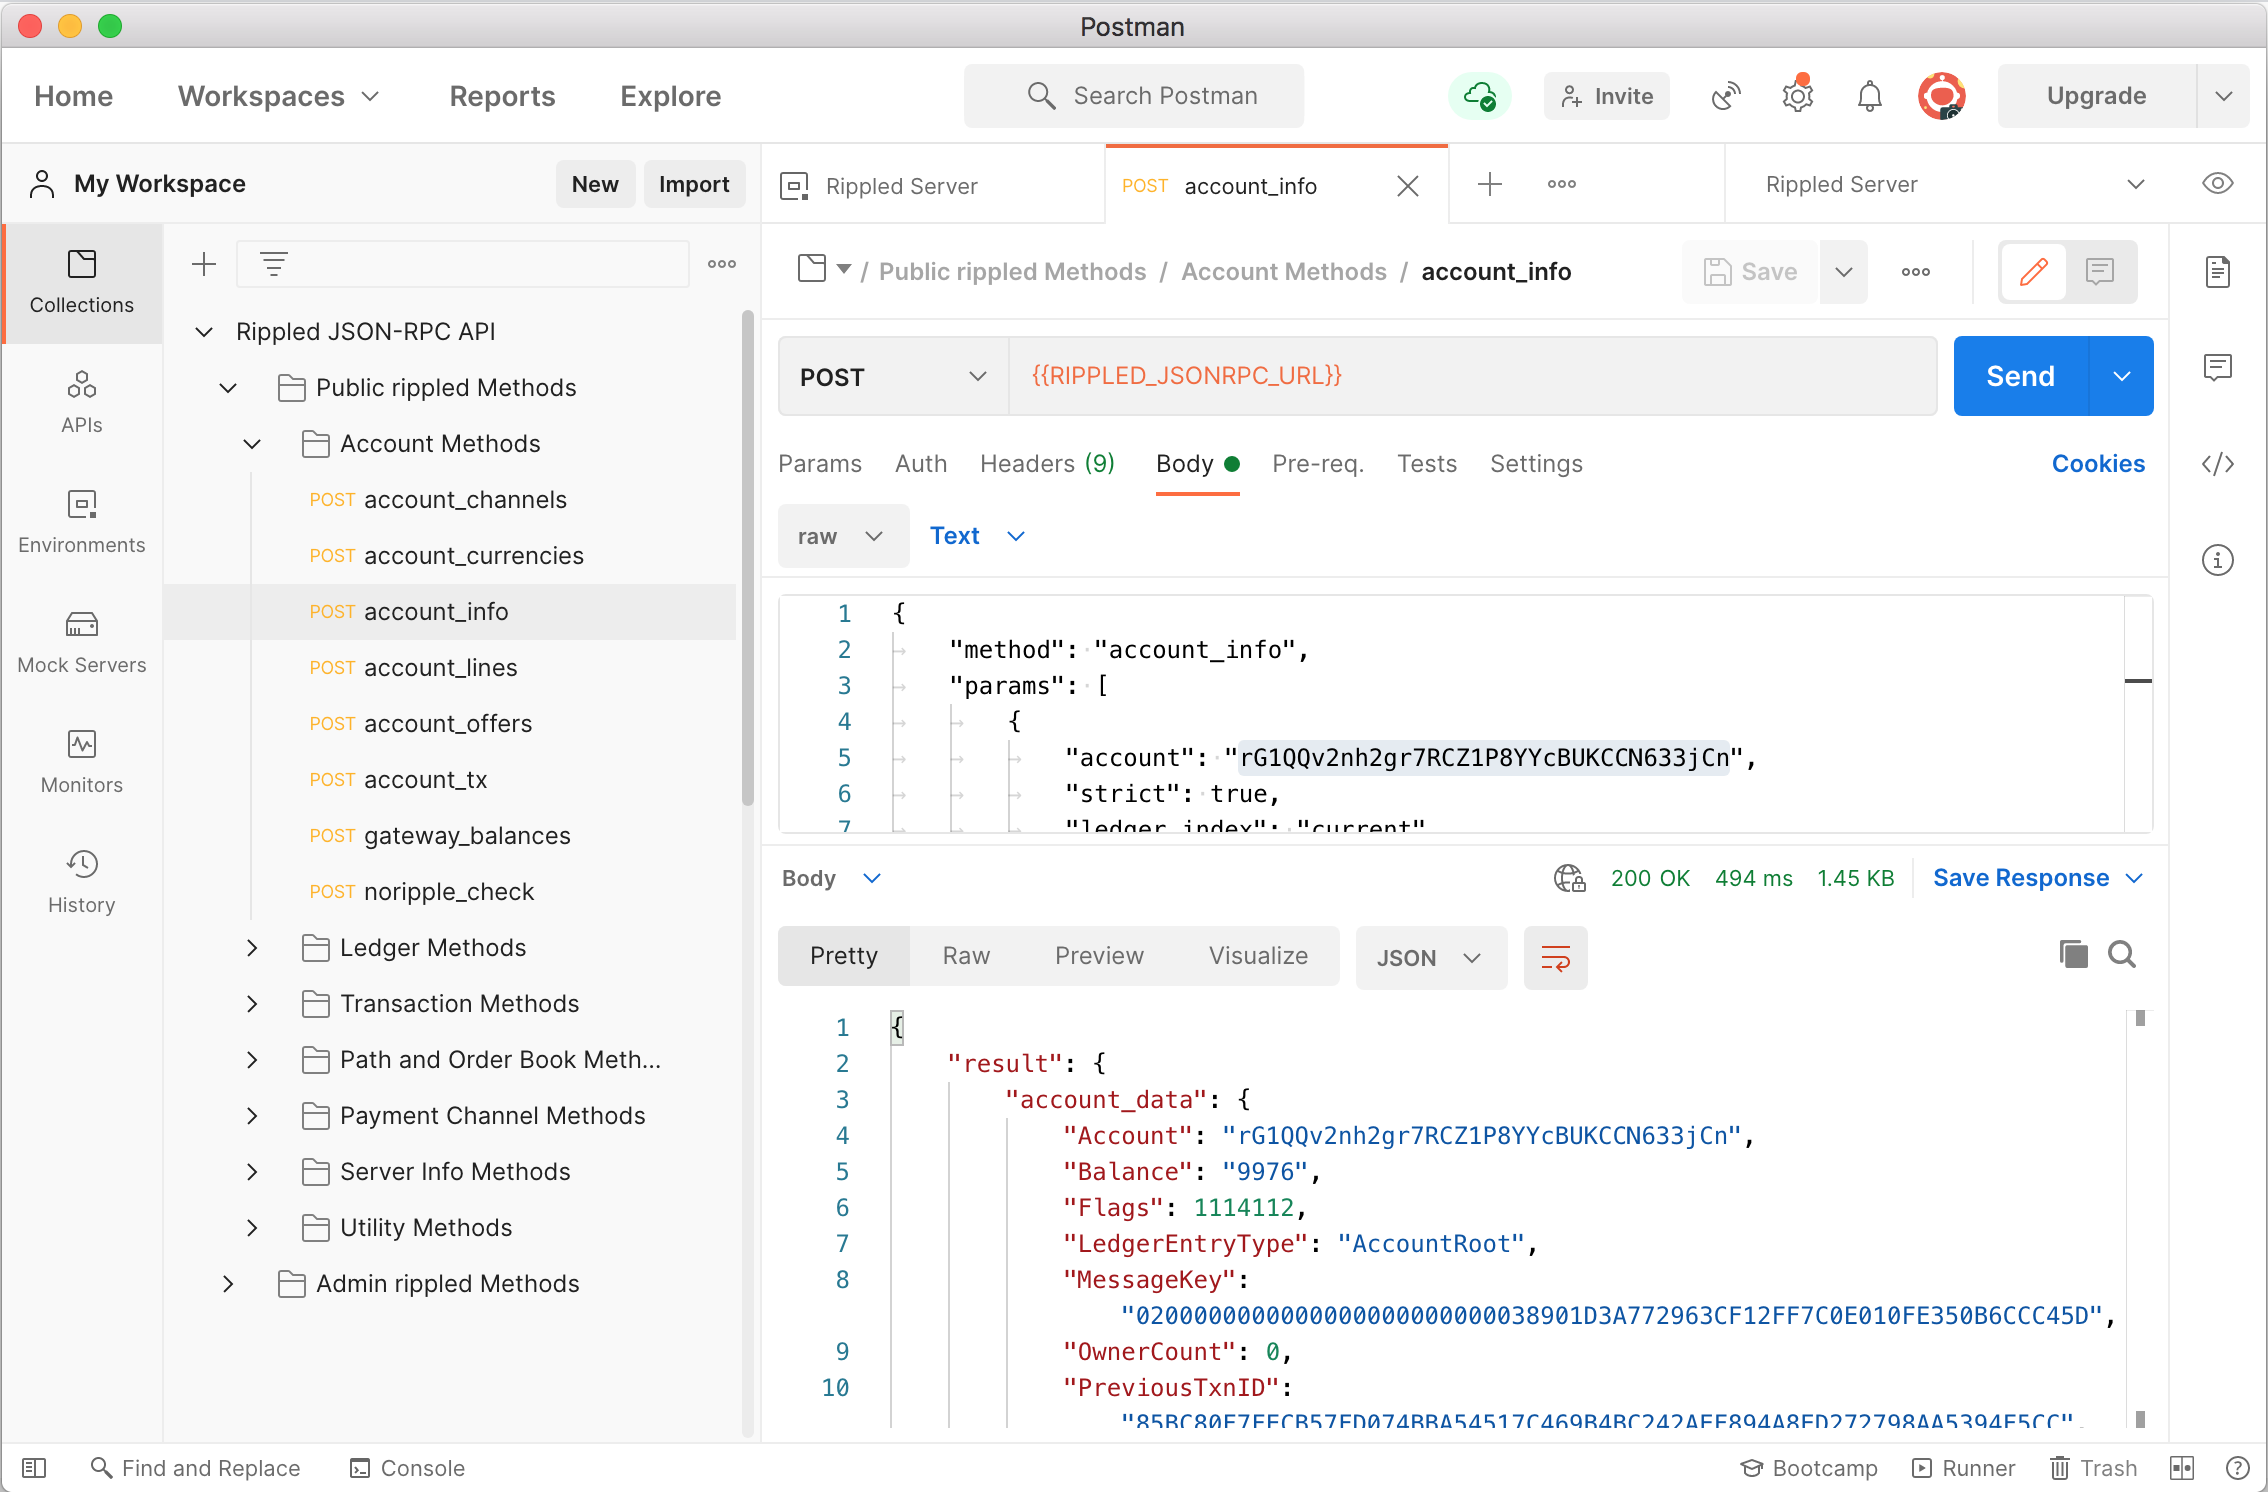 Postman
Home Workspaces Reports Explore Search Postman Invite Upgrade
My Workspace New Import
Rippled Server POST account_info Rippled Server
Collections
APIs
Environments
Mock Servers
Monitors
History
Rippled JSON-RPC API
Public rippled Methods
Account Methods
POST account_channels
POST account_currencies
POST account_info
POST account_lines
POST account_offers
POST account_tx
POST gateway_balances
POST noripple_check
Ledger Methods
Transaction Methods
Path and Order Book Meth...
Payment Channel Methods
Server Info Methods
Utility Methods
Admin rippled Methods
/ Public rippled Methods / Account Methods / account_info Save
POST {{RIPPLED_JSONRPC_URL}} Send
Params Auth Headers (9) Body Pre-req. Tests Settings Cookies
raw Text
1 {
2 "method": "account_info",
3 "params": [
4 {
5 "account": "rG1QQv2nh2gr7RCZ1P8YYcBUKCCN633jCn",
6 "strict": true,
7 "ledger_index": "current"
Body 200 OK 494 ms 1.45 KB Save Response
Pretty Raw Preview Visualize JSON
1 {
2 "result": {
3 "account_data": {
4 "Account": "rG1QQv2nh2gr7RCZ1P8YYcBUKCCN633jCn",
5 "Balance": "9976",
6 "Flags": 1114112,
7 "LedgerEntryType": "AccountRoot",
8 "MessageKey":
"02000000000000000000000000038901D3A772963CF12FF7C0E010FE350B6CCC45D",
9 "OwnerCount": 0,
10 "PreviousTxnID":
Find and Replace Console Bootcamp Runner Trash